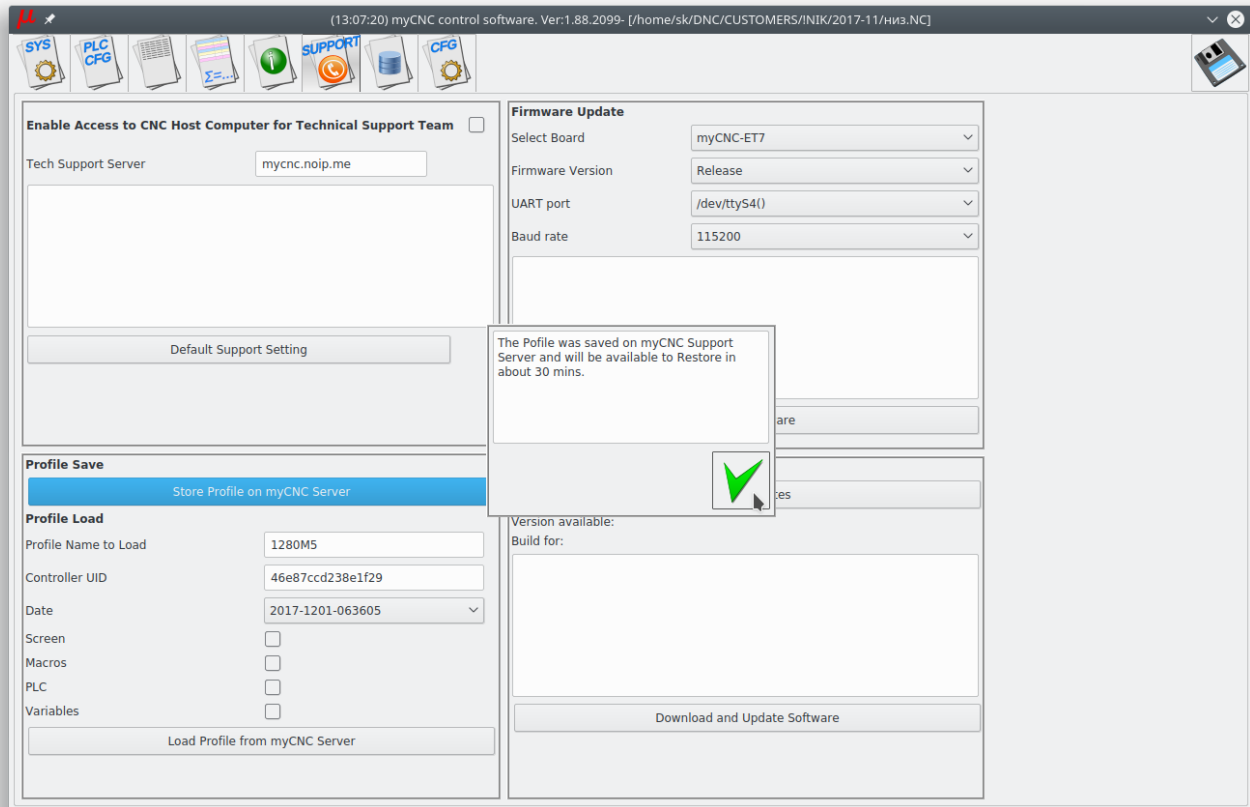 (13:07:20) myCNC control software. Ver:1.88.2099- [/home/sk/DNC/CUSTOMERS/!NIK/2017-11/низ.NC]
SYS
PLC
CFG
Σ=...
SUPPORT
CFG
Enable Access to CNC Host Computer for Technical Support Team
Tech Support Server
mycnc.noip.me
Default Support Setting
Firmware Update
Select Board
myCNC-ET7
Firmware Version
Release
UART port
/dev/ttyS4()
Baud rate
115200
are
The Pofile was saved on myCNC Support
Server and will be available to Restore in
about 30 mins.
Profile Save
Store Profile on myCNC Server
Profile Load
Profile Name to Load
1280M5
Controller UID
46e87ccd238e1f29
Date
2017-1201-063605
Screen
Macros
PLC
Variables
Load Profile from myCNC Server
tes
Version available:
Build for:
Download and Update Software